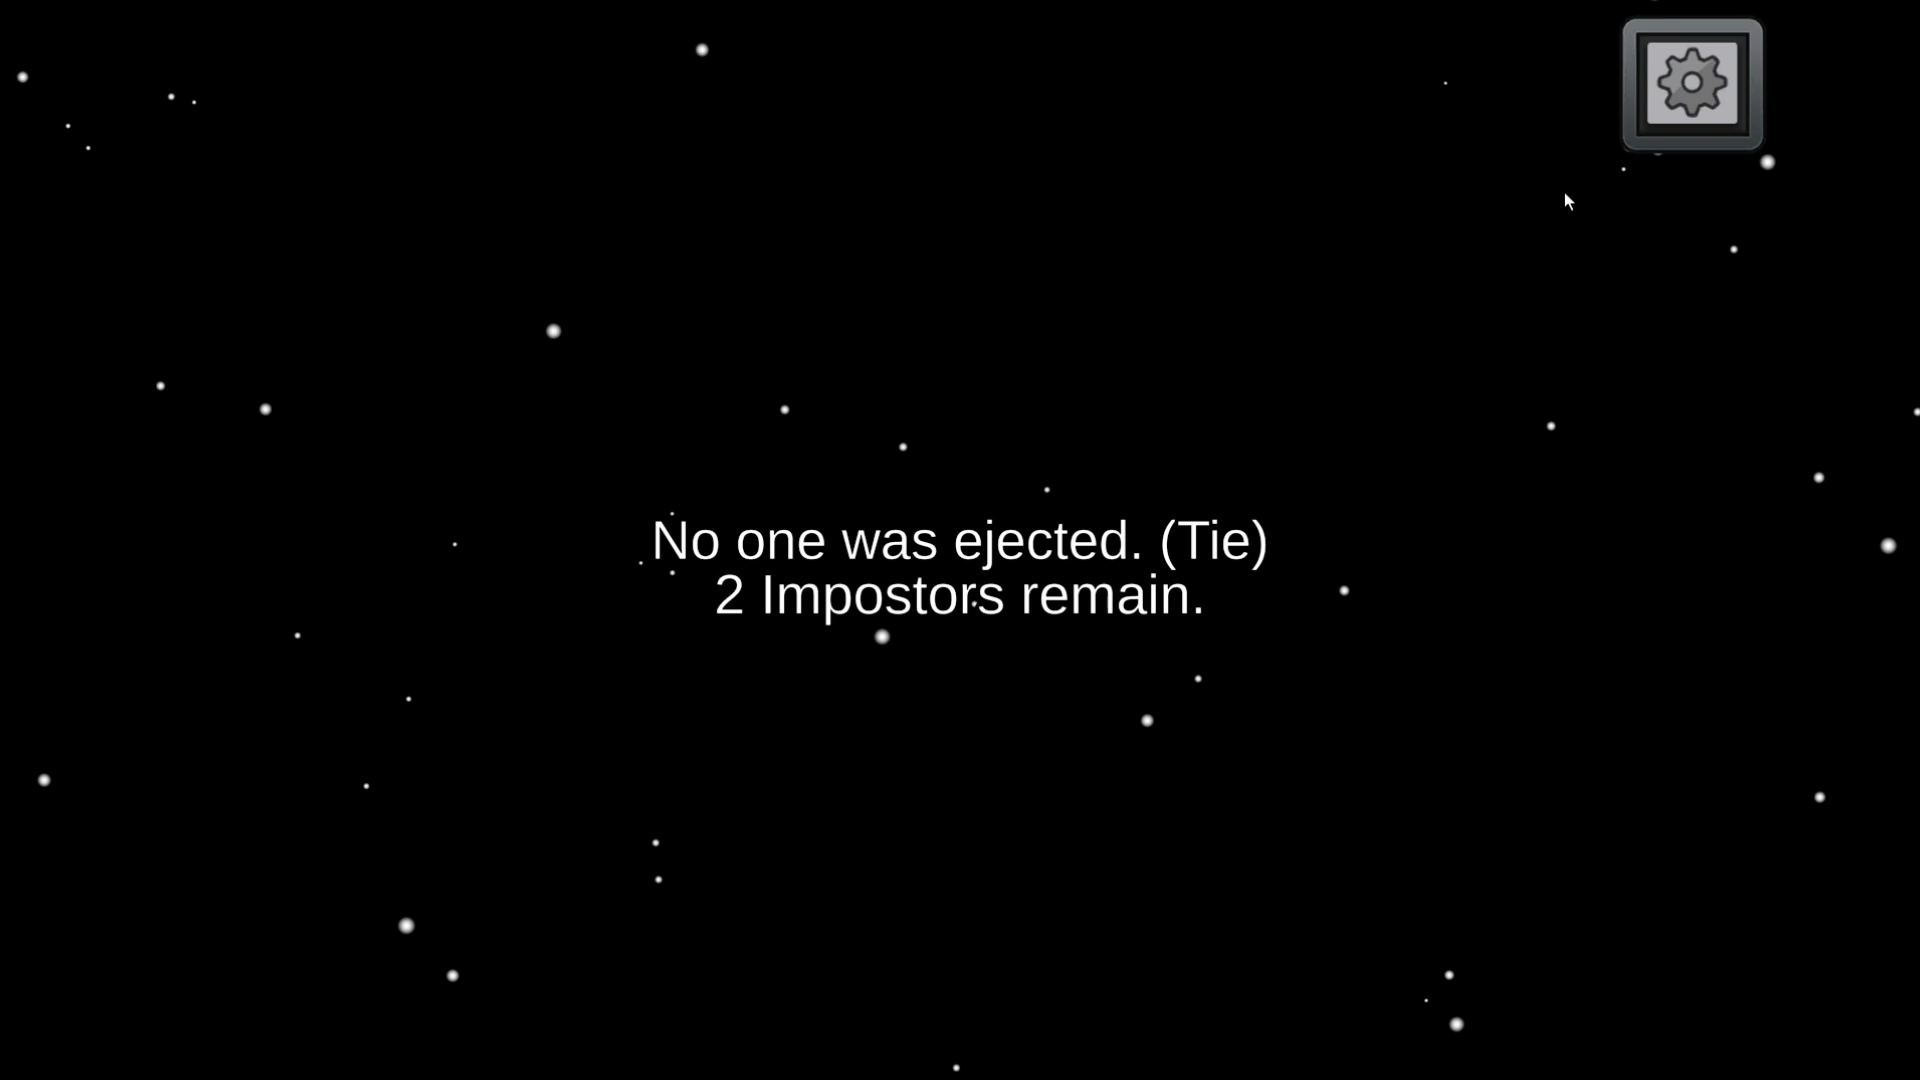 No one was ejected. (Tie)
2 Impostors remain.